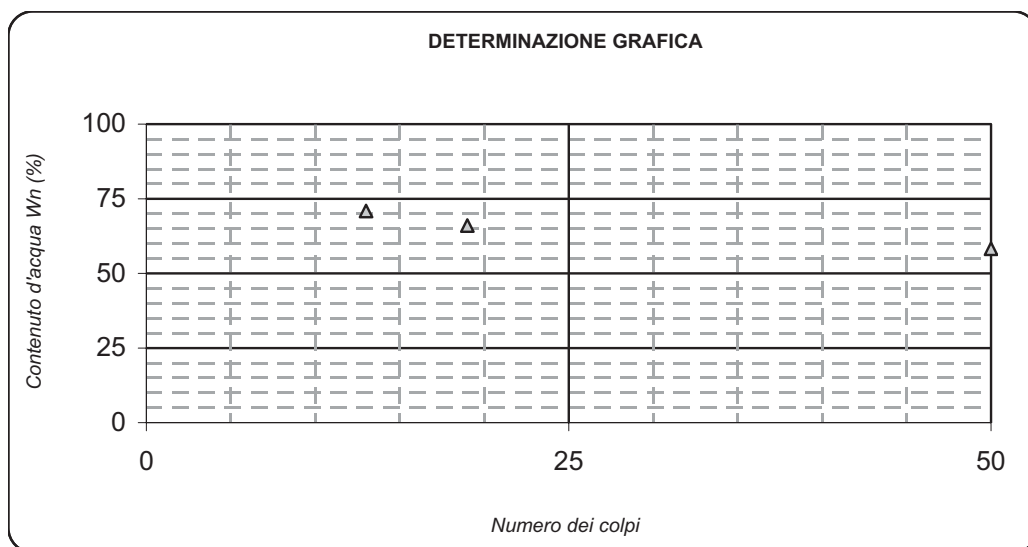 DETERMINAZIONE GRAFICA
Contenuto d'acqua Wn (%)
100
75
50
25
0
0 25 50
Numero dei colpi